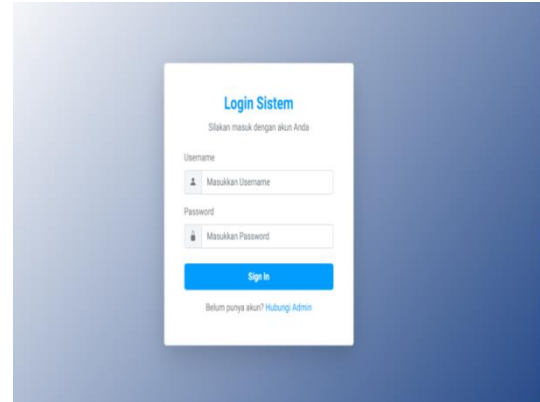 Login Sistem
Silakan masuk dengan akun Anda
Username
Masukkan Username
Password
Masukkan Password
Sign In
Belum punya akun? Hubungi Admin